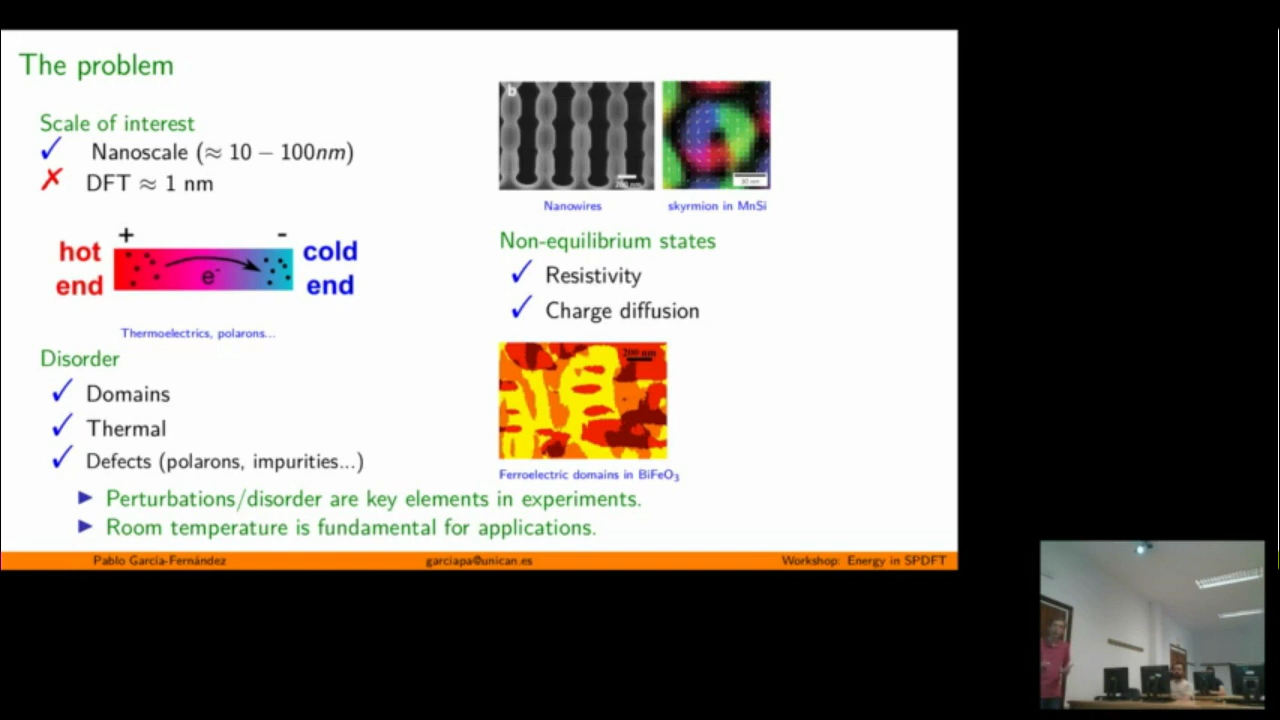 The problem
Scale of interest
✓ Nanoscale (≈ 10 − 100nm)
✗ DFT ≈ 1 nm
+ -
hot end
e-
cold end
Thermoelectrics, polarons...
Disorder
✓ Domains
✓ Thermal
✓ Defects (polarons, impurities...)
b
Nanowires
skyrmion in MnSi
Non-equilibrium states
✓ Resistivity
✓ Charge diffusion
200 nm
Ferroelectric domains in BiFeO3
► Perturbations/disorder are key elements in experiments.
► Room temperature is fundamental for applications.
Pablo García-Fernández garciapa@unican.es Workshop: Energy in SPDFT